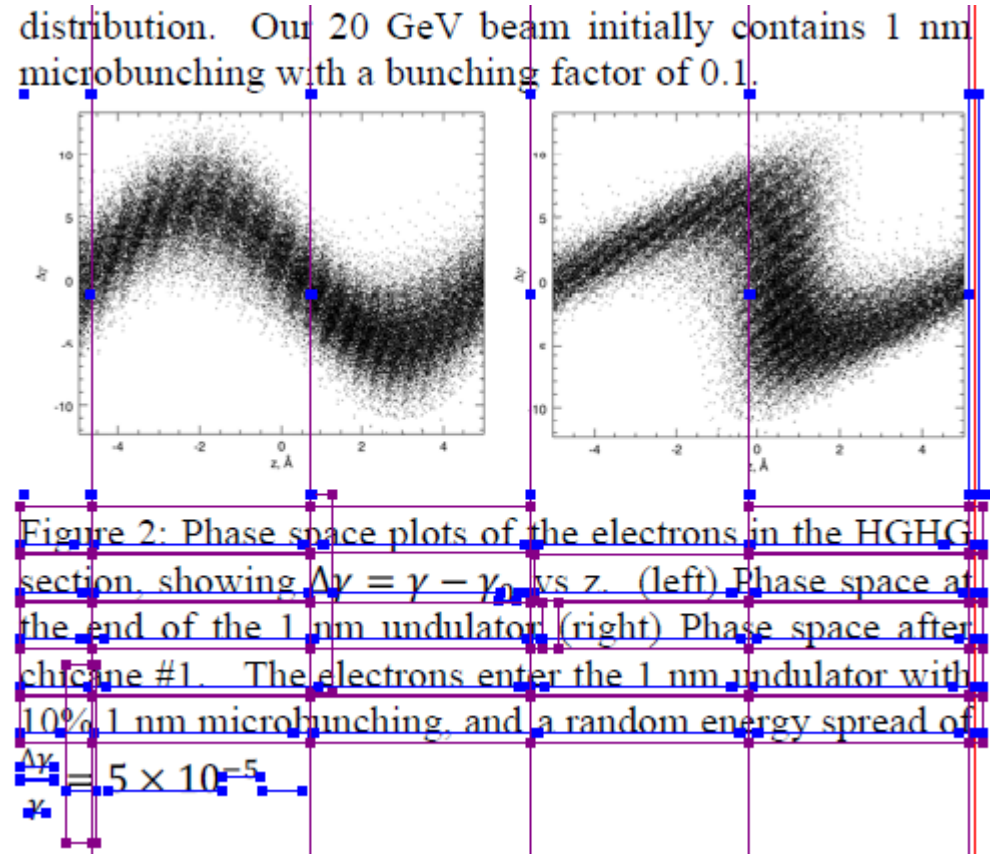 distribution. Our 20 GeV beam initially contains 1 nm
microbunching with a bunching factor of 0.1.
10
5
0
-5
-10
Δγ
-4 -2 0 2 4
z, Å
10
5
0
10
Δγ
-4 -2 0 2 4
z, Å
Figure 2: Phase space plots of the electrons in the HGHG
section, showing Δγ = γ − γ₀ vs z. (left) Phase space at
the end of the 1 nm undulator (right) Phase space after
chicane #1. The electrons enter the 1 nm undulator with
10% 1 nm microbunching, and a random energy spread of
Δγ/γ = 5 × 10⁻⁵